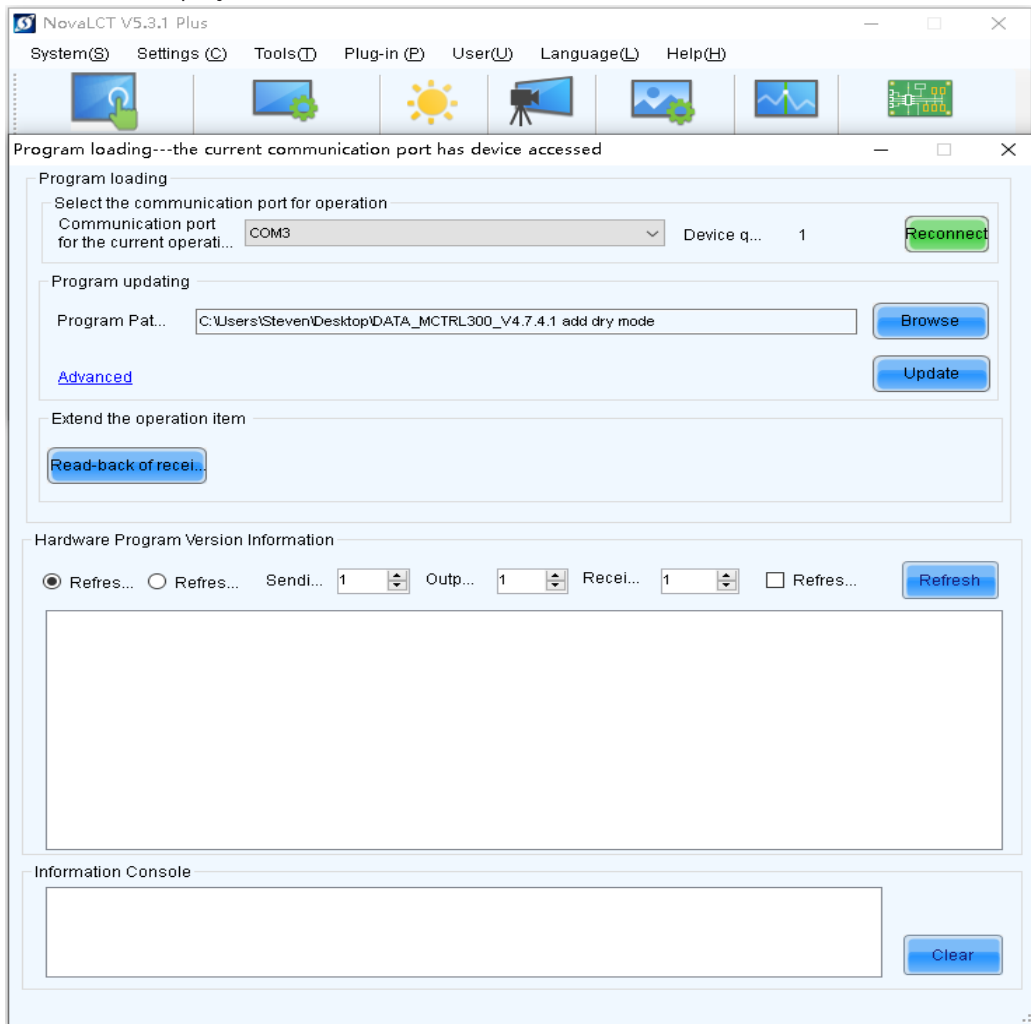 NovaLCT V5.3.1 Plus
System(S) Settings (C) Tools(T) Plug-in (P) User(U) Language(L) Help(H)
Program loading---the current communication port has device accessed
Program loading
Select the communication port for operation
Communication port
for the current operati...
COM3
Device q... 1
Reconnect
Program updating
Program Pat... C:\Users\Steven\Desktop\DATA_MCTRL300_V4.7.4.1 add dry mode
Browse
Advanced
Update
Extend the operation item
Read-back of recei...
Hardware Program Version Information
Refres... Refres... Sendi... 1 Outp... 1 Recei... 1 Refres... Refresh
Information Console
Clear